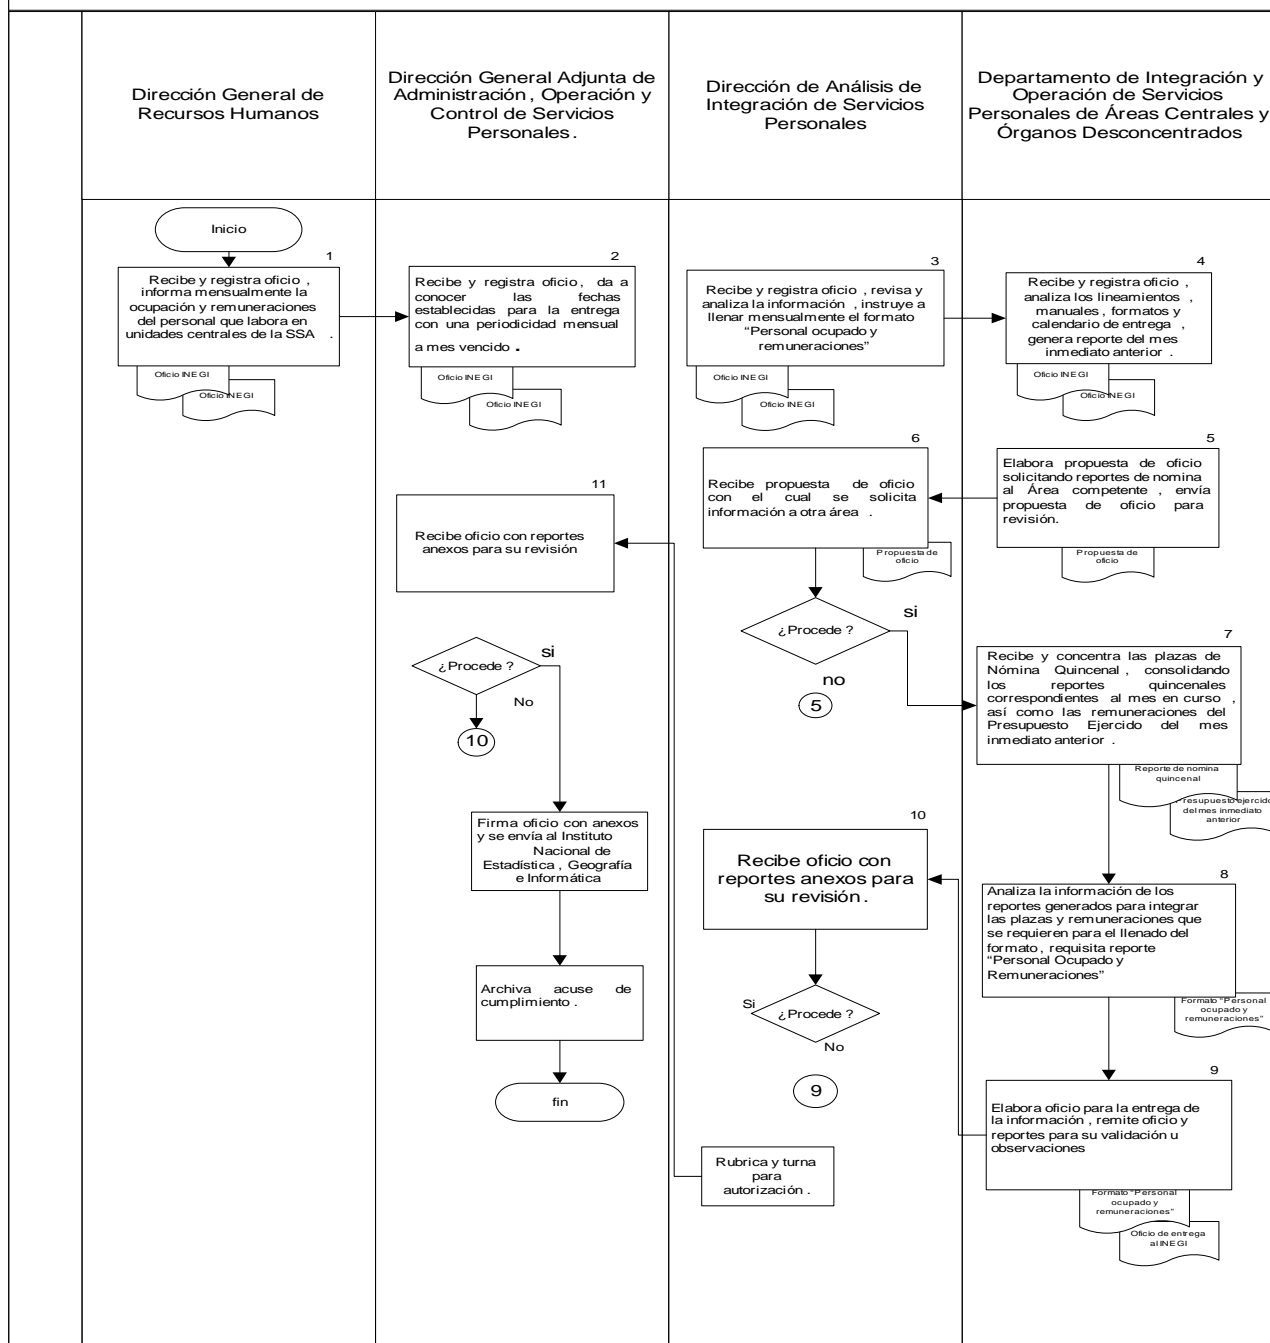 Dirección General de
Recursos Humanos
Dirección General Adjunta de
Administración, Operación y
Control de Servicios
Personales.
Dirección de Análisis de
Integración de Servicios
Personales
Departamento de Integración y
Operación de Servicios
Personales de Áreas Centrales y
Órganos Desconcentrados
Inicio
1
Recibe y registra oficio ,
informa mensualmente la
ocupación y remuneraciones
del personal que labora en
unidades centrales de la SSA .
Oficio INEGI
Oficio INEGI
2
Recibe y registra oficio, da a
conocer las fechas
establecidas para la entrega
con una periodicidad mensual
a mes vencido .
Oficio INEGI
Oficio INEGI
3
Recibe y registra oficio , revisa y
analiza la información , instruye a
llenar mensualmente el formato
“Personal ocupado y
remuneraciones”
Oficio INEGI
Oficio INEGI
4
Recibe y registra oficio ,
analiza los lineamientos ,
manuales , formatos y
calendario de entrega ,
genera reporte del mes
inmediato anterior .
Oficio INEGI
Oficio INEGI
5
Elabora propuesta de oficio
solicitando reportes de nomina
al Área competente , envía
propuesta de oficio para
revisión.
Propuesta de
oficio
6
Recibe propuesta de oficio
con el cual se solicita
información a otra área .
Propuesta de
oficio
¿Procede ?
si
no
5
7
Recibe y concentra las plazas de
Nómina Quincenal , consolidando
los reportes quincenales
correspondientes al mes en curso ,
así como las remuneraciones del
Presupuesto Ejercido del mes
inmediato anterior .
Reporte de nomina
quincenal
Presupuesto ejercido
del mes inmediato
anterior
8
Analiza la información de los
reportes generados para integrar
las plazas y remuneraciones que
se requieren para el llenado del
formato , requisita reporte
“Personal Ocupado y
Remuneraciones”
Formato “Personal
ocupado y
remuneraciones”
9
Elabora oficio para la entrega de
la información , remite oficio y
reportes para su validación u
observaciones
Formato “Personal
ocupado y
remuneraciones”
Oficio de entrega
al INEGI
10
Recibe oficio con
reportes anexos para
su revisión .
¿Procede ?
Si
No
9
Rubrica y turna
para
autorización .
11
Recibe oficio con reportes
anexos para su revisión
¿Procede ?
si
No
10
Firma oficio con anexos
y se envía al Instituto
Nacional de
Estadística , Geografía
e Informática
Archiva acuse de
cumplimiento .
fin